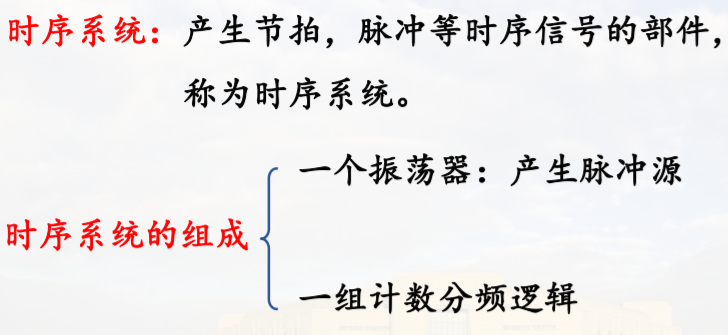 时序系统：产生节拍，脉冲等时序信号的部件，
称为时序系统。
一个振荡器：产生脉冲源
时序系统的组成
一组计数分频逻辑